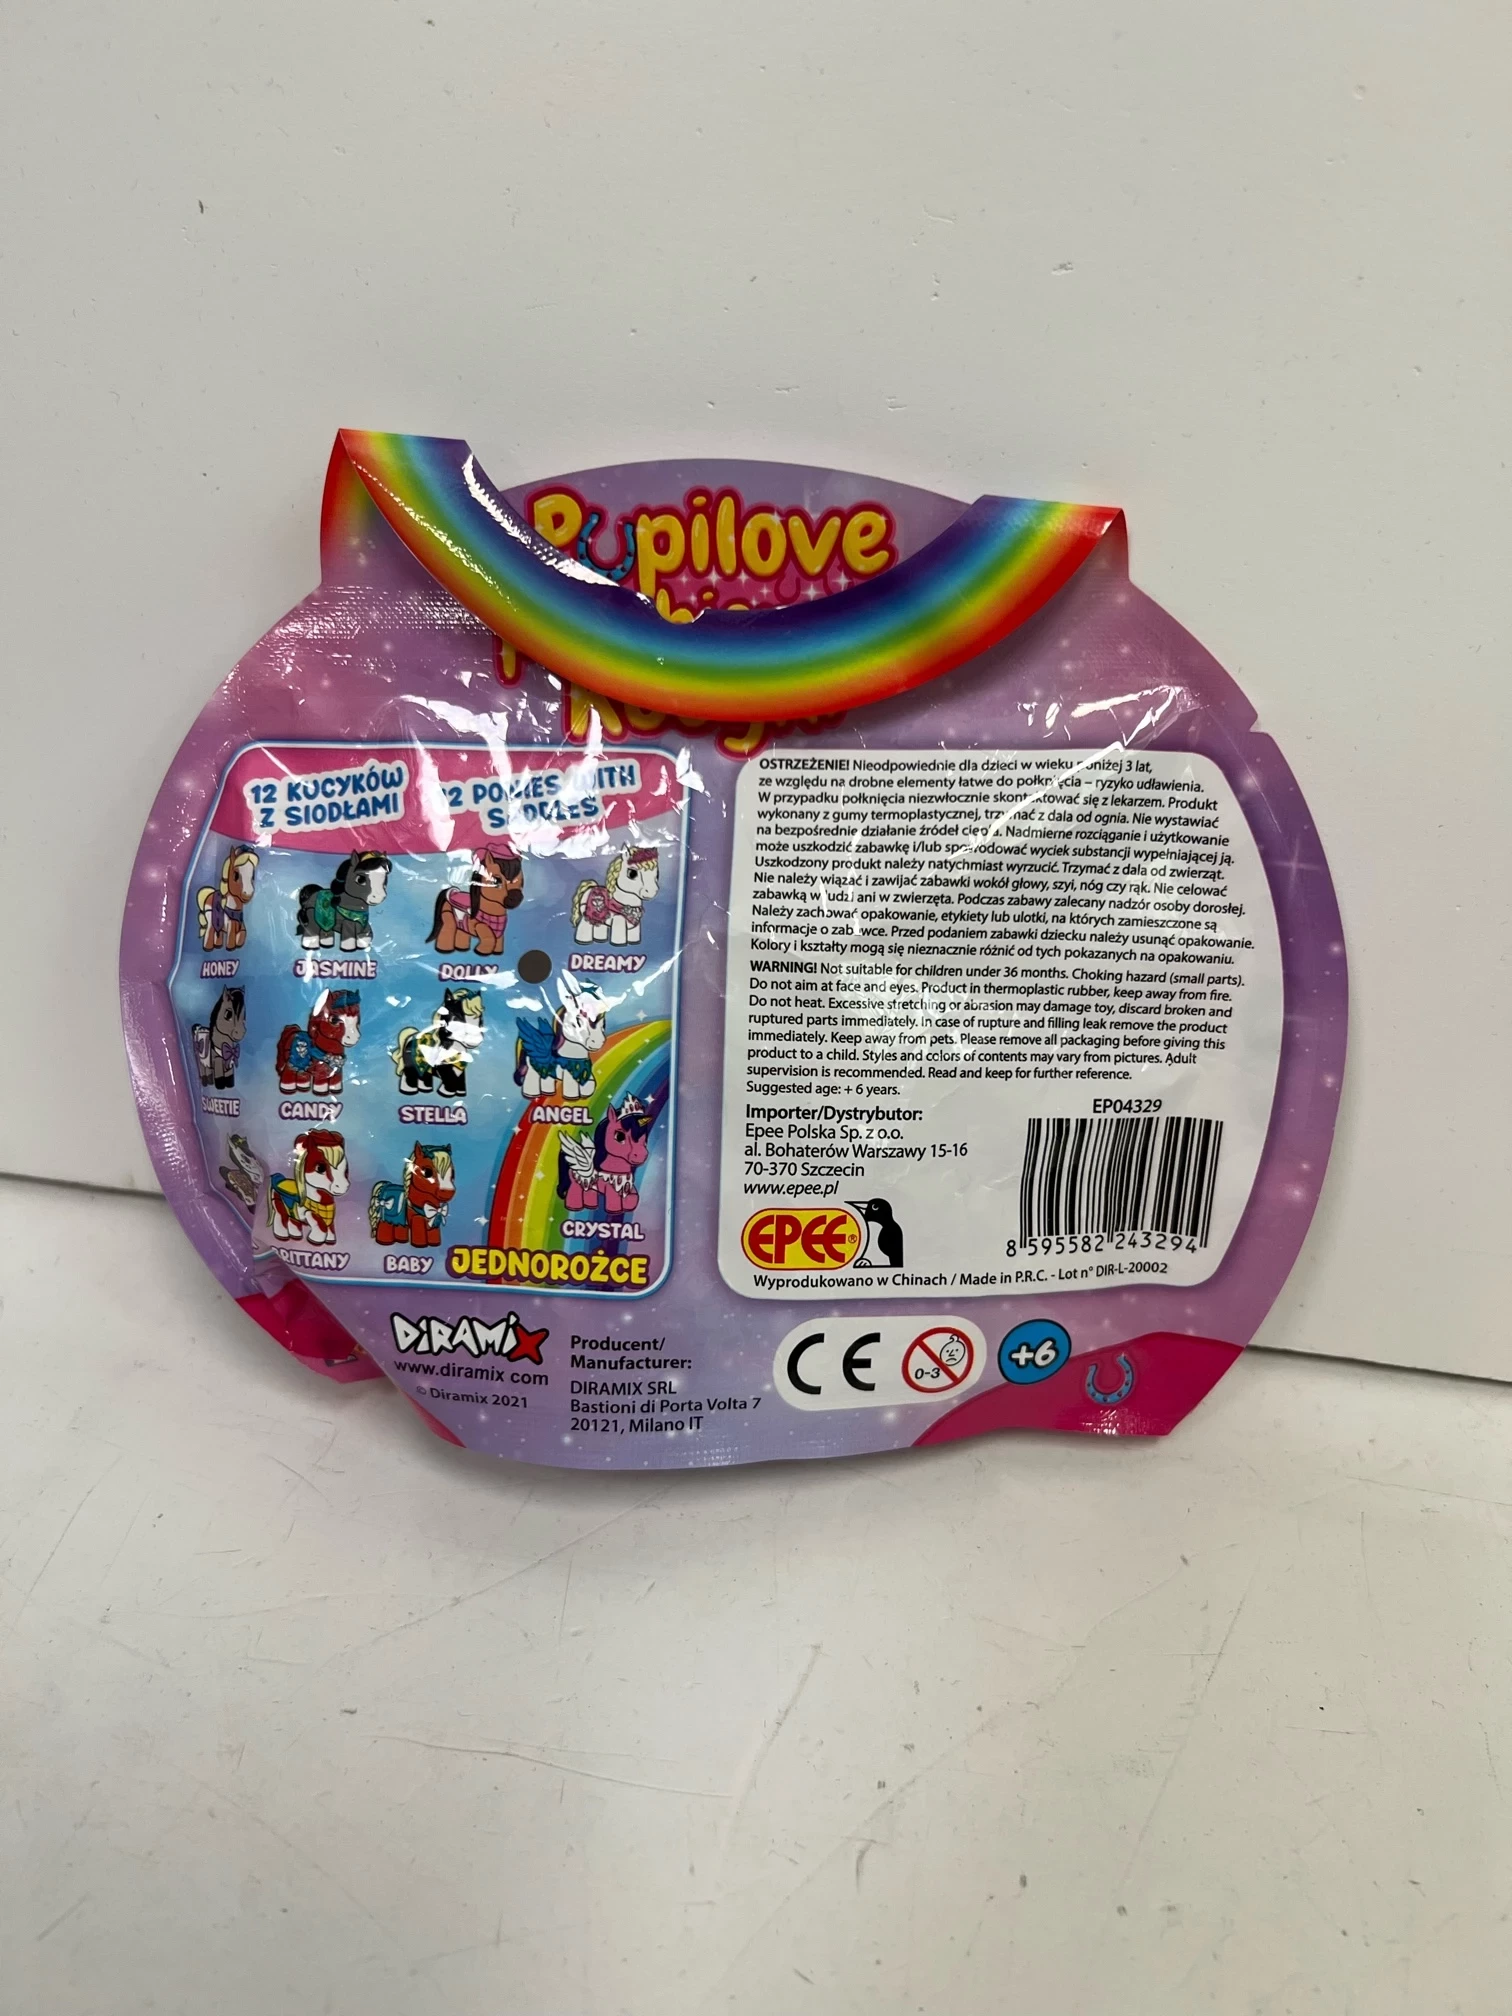 Pupilove
12 KUCYKÓW
Z SIODŁAMI
HONEY
JASMINE
DOLLY
DREAMY
SWEETIE
CANDY
STELLA
ANGEL
BRITTANY
BABY
CRYSTAL
JEDNOROŻCE
OSTRZEŻENIE! Nieodpowiednie dla dzieci w wieku poniżej 3 lat,
ze względu na drobne elementy łatwe do połknięcia – ryzyko udławienia.
W przypadku połknięcia niezwłocznie skontaktować się z lekarzem. Produkt
wykonany z gumy termoplastycznej, trzymać z dala od ognia. Nie wystawiać
na bezpośrednie działanie źródeł ciepła. Nadmierne rozciąganie i użytkowanie
może uszkodzić zabawkę i/lub spowodować wyciek substancji wypełniającej ją.
Uszkodzony produkt należy natychmiast wyrzucić. Trzymać z dala od zwierząt.
Nie należy wiązać i zawijać zabawki wokół głowy, szyi, nóg czy rąk. Nie celować
zabawką w ludzi ani w zwierzęta. Podczas zabawy zalecany nadzór osoby dorosłej.
Należy zachować opakowanie, etykiety lub ulotki, na których zamieszczone są
informacje o zabawce. Przed podaniem zabawki dziecku należy usunąć opakowanie.
Kolory i kształty mogą się nieznacznie różnić od tych pokazanych na opakowaniu.
WARNING! Not suitable for children under 36 months. Choking hazard (small parts).
Do not aim at face and eyes. Product in thermoplastic rubber, keep away from fire.
Do not heat. Excessive stretching or abrasion may damage toy, discard broken and
ruptured parts immediately. In case of rupture and filling leak remove the product
immediately. Keep away from pets. Please remove all packaging before giving this
product to a child. Styles and colors of contents may vary from pictures. Adult
supervision is recommended. Read and keep for further reference.
Suggested age: + 6 years.
Importer/Dystrybutor:
Epee Polska Sp. z o.o.
al. Bohaterów Warszawy 15-16
70-370 Szczecin
www.epee.pl
EP04329
8 595582 243294
EPEE®
Wyprodukowano w Chinach / Made in P.R.C. - Lot n° DIR-L-20002
DIRAMIX
www.diramix com
© Diramix 2021
Producent/
Manufacturer:
DIRAMIX SRL
Bastioni di Porta Volta 7
20121, Milano IT
CE
0-3
+6